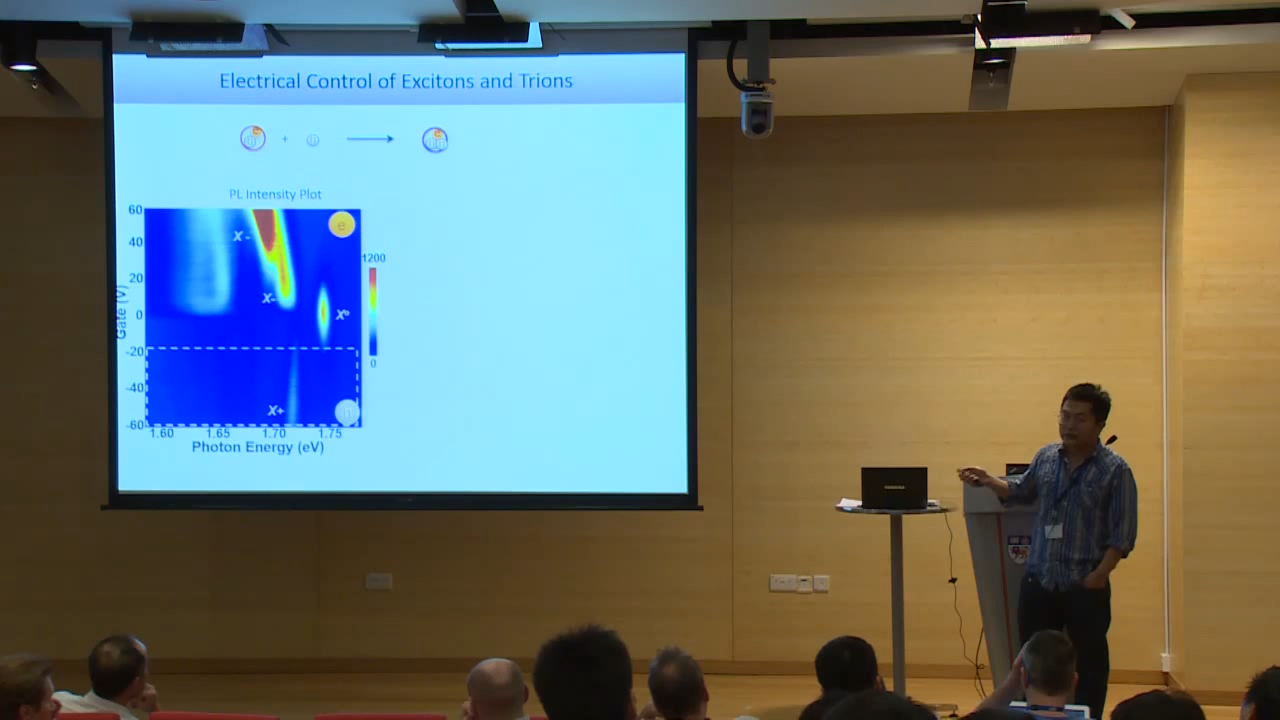 Electrical Control of Excitons and Trions
e + h → e
PL Intensity Plot
60
40
20
0
-20
-40
-60
Gate (V)
X-
X-
X⁰
X+
e
h
1200
0
1.60 1.65 1.70 1.75
Photon Energy (eV)
TOSHIBA